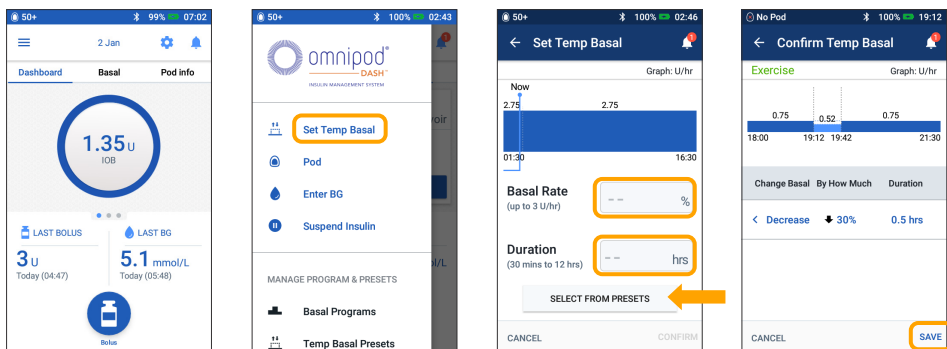 50+ 99% 07:02
2 Jan
Dashboard Basal Pod info
1.35 U
IOB
LAST BOLUS LAST BG
3 U 5.1 mmol/L
Today (04:47) Today (05:48)
Bolus
50+ 100% 02:43
omnipod®
DASH™
INSULIN MANAGEMENT SYSTEM
Set Temp Basal
Pod
Enter BG
Suspend Insulin
MANAGE PROGRAM & PRESETS
Basal Programs
Temp Basal Presets
voir
ol/L
50+ 100% 02:46
Set Temp Basal 1
Graph: U/hr
Now
2.75 2.75
01:30 16:30
Basal Rate
(up to 3 U/hr)
-- %
Duration
(30 mins to 12 hrs)
-- hrs
SELECT FROM PRESETS
CANCEL CONFIRM
No Pod 100% 19:12
Confirm Temp Basal 1
Exercise Graph: U/hr
0.75 0.52 0.75
18:00 19:12 19:42 21:30
Change Basal By How Much Duration
< Decrease 30% 0.5 hrs
CANCEL SAVE